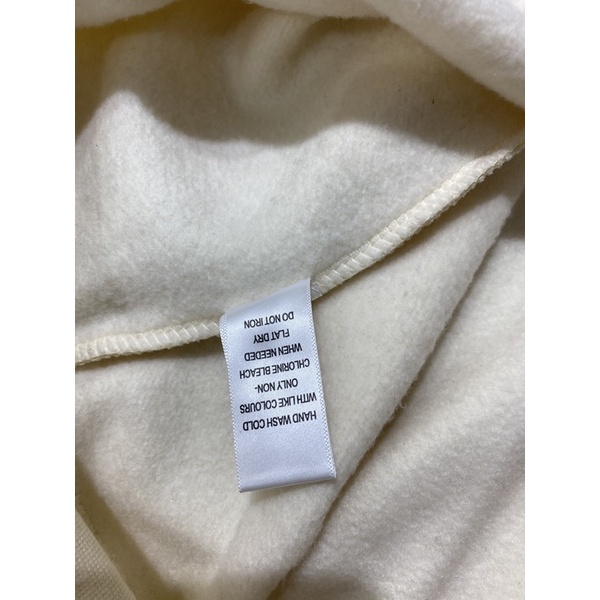 HAND WASH COLD
WITH LIKE COLOURS
ONLY NON-
CHLORINE BLEACH
WHEN NEEDED
FLAT DRY
DO NOT IRON